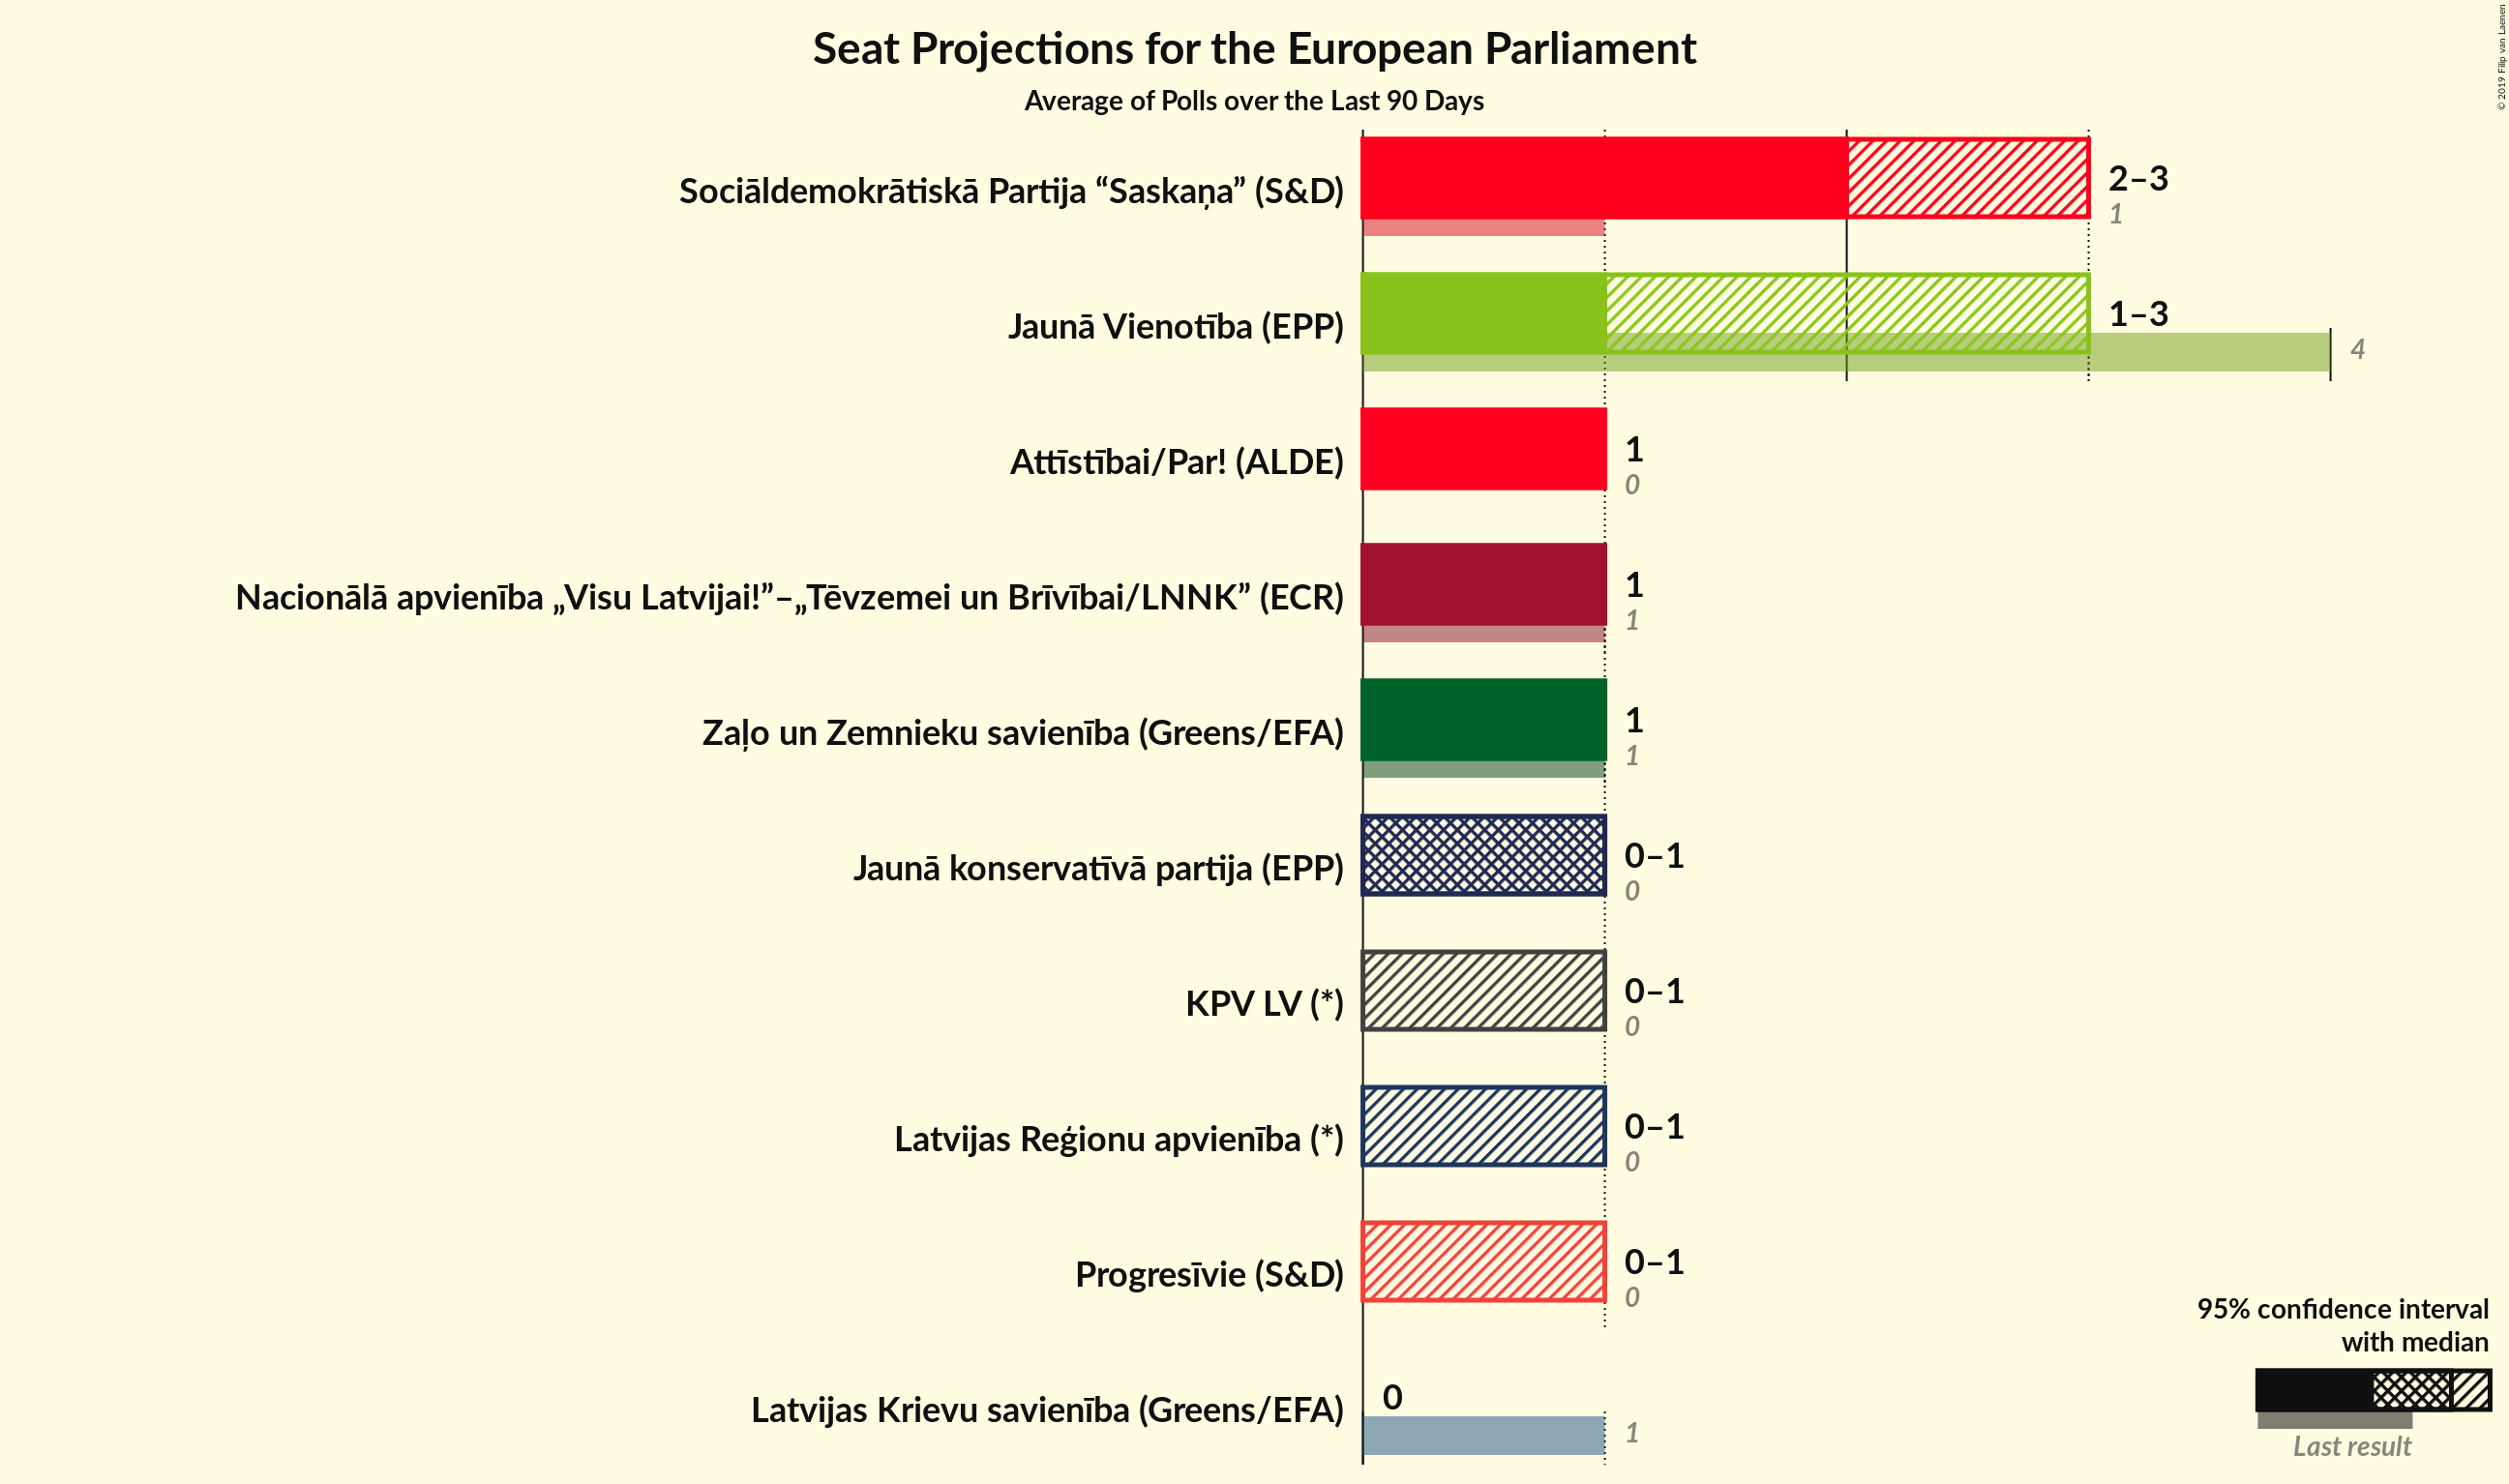 Seat Projections for the European Parliament
Average of Polls over the Last 90 Days
© 2019 Filip van Laenen
Sociāldemokrātiskā Partija “Saskaņa” (S&D)
2–3
1
Jaunā Vienotība (EPP)
1–3
4
Attīstībai/Par! (ALDE)
1
0
Nacionālā apvienība „Visu Latvijai!”–„Tēvzemei un Brīvībai/LNNK” (ECR)
1
1
Zaļo un Zemnieku savienība (Greens/EFA)
1
1
Jaunā konservatīvā partija (EPP)
0–1
0
KPV LV (*)
0–1
0
Latvijas Reģionu apvienība (*)
0–1
0
Progresīvie (S&D)
0–1
0
Latvijas Krievu savienība (Greens/EFA)
0
1
95% confidence interval
with median
Last result